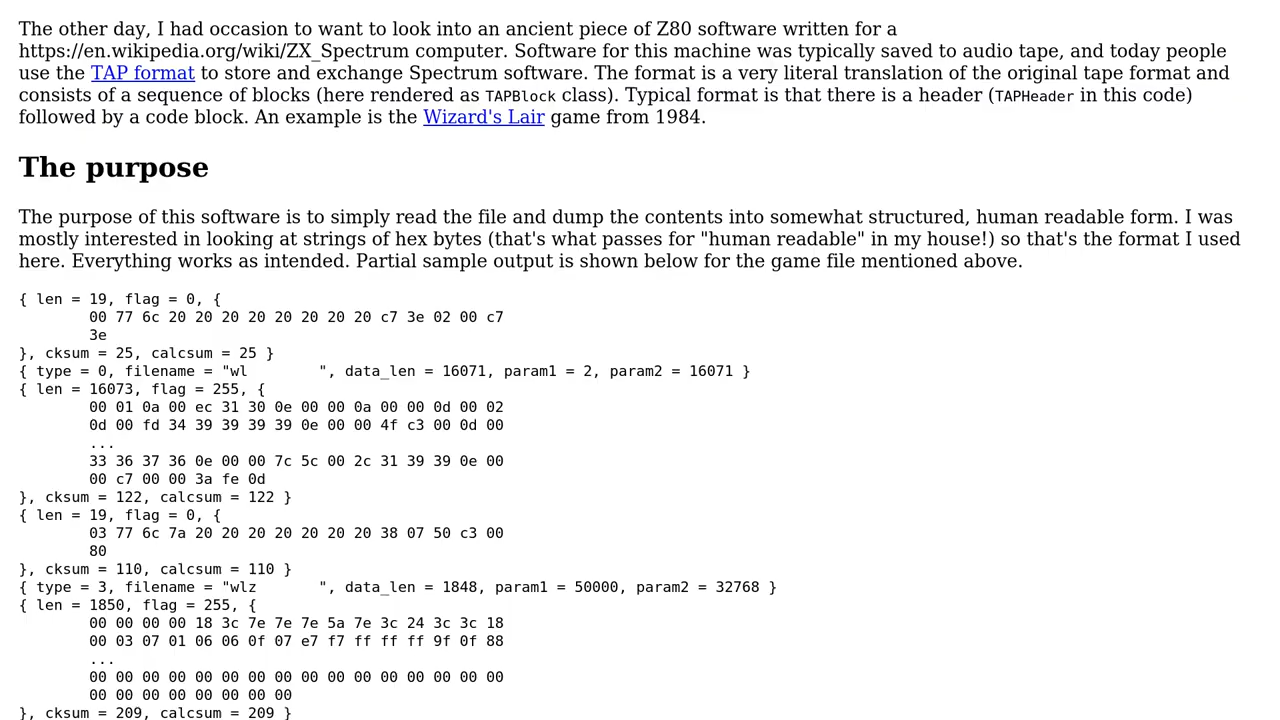 The other day, I had occasion to want to look into an ancient piece of Z80 software written for a
https://en.wikipedia.org/wiki/ZX_Spectrum computer. Software for this machine was typically saved to audio tape, and today people
use the TAP format to store and exchange Spectrum software. The format is a very literal translation of the original tape format and
consists of a sequence of blocks (here rendered as TAPBlock class). Typical format is that there is a header (TAPHeader in this code)
followed by a code block. An example is the Wizard's Lair game from 1984.
The purpose
The purpose of this software is to simply read the file and dump the contents into somewhat structured, human readable form. I was
mostly interested in looking at strings of hex bytes (that's what passes for "human readable" in my house!) so that's the format I used
here. Everything works as intended. Partial sample output is shown below for the game file mentioned above.
{ len = 19, flag = 0, {
        00 77 6c 20 20 20 20 20 20 20 20 c7 3e 02 00 c7
        3e
}, cksum = 25, calcsum = 25 }
{ type = 0, filename = "wl        ", data_len = 16071, param1 = 2, param2 = 16071 }
{ len = 16073, flag = 255, {
        00 01 0a 00 ec 31 30 0e 00 00 0a 00 00 0d 00 02
        0d 00 fd 34 39 39 39 39 0e 00 00 4f c3 00 0d 00
        ...
        33 36 37 36 0e 00 00 7c 5c 00 2c 31 39 39 0e 00
        00 c7 00 00 3a fe 0d
}, cksum = 122, calcsum = 122 }
{ len = 19, flag = 0, {
        03 77 6c 7a 20 20 20 20 20 20 20 38 07 50 c3 00
        80
}, cksum = 110, calcsum = 110 }
{ type = 3, filename = "wlz       ", data_len = 1848, param1 = 50000, param2 = 32768 }
{ len = 1850, flag = 255, {
        00 00 00 00 18 3c 7e 7e 7e 5a 7e 3c 24 3c 3c 18
        00 03 07 01 06 06 0f 07 e7 f7 ff ff ff 9f 0f 88
        ...
        00 00 00 00 00 00 00 00 00 00 00 00 00 00 00 00
        00 00 00 00 00 00 00 00
}, cksum = 209, calcsum = 209 }